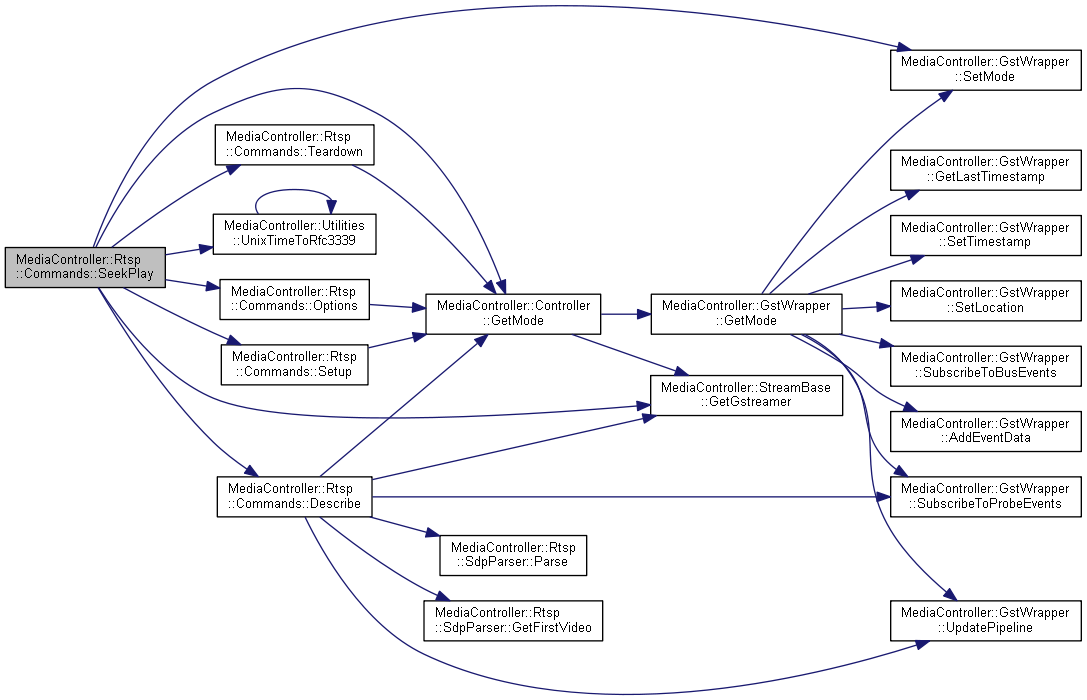 MediaController::Rtsp
::Commands::SeekPlay
MediaController::Rtsp
::Commands::Teardown
MediaController::Utilities
::UnixTimeToRfc3339
MediaController::Rtsp
::Commands::Options
MediaController::Rtsp
::Commands::Setup
MediaController::Rtsp
::Commands::Describe
MediaController::Controller
::GetMode
MediaController::Rtsp
::SdpParser::Parse
MediaController::Rtsp
::SdpParser::GetFirstVideo
MediaController::GstWrapper
::GetMode
MediaController::StreamBase
::GetGstreamer
MediaController::GstWrapper
::SetMode
MediaController::GstWrapper
::GetLastTimestamp
MediaController::GstWrapper
::SetTimestamp
MediaController::GstWrapper
::SetLocation
MediaController::GstWrapper
::SubscribeToBusEvents
MediaController::GstWrapper
::AddEventData
MediaController::GstWrapper
::SubscribeToProbeEvents
MediaController::GstWrapper
::UpdatePipeline